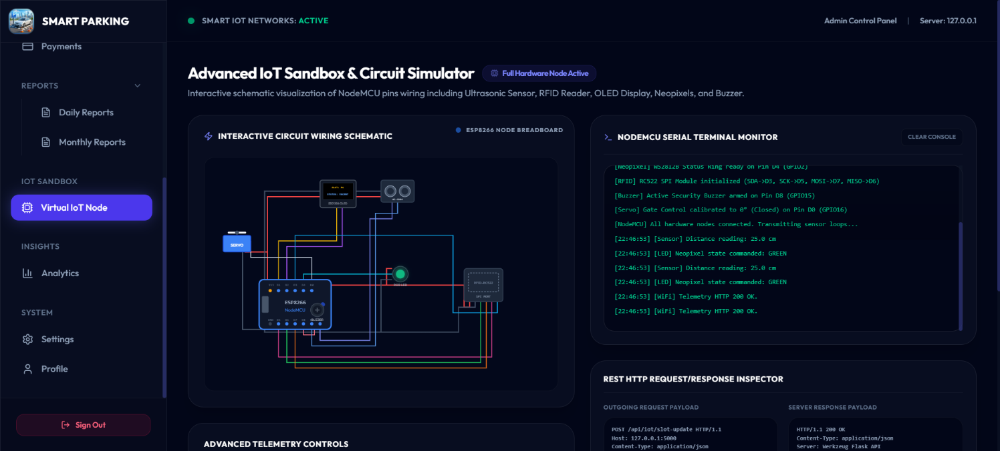 SMART PARKING
Payments
REPORTS
Daily Reports
Monthly Reports
IOT SANDBOX
Virtual IoT Node
INSIGHTS
Analytics
SYSTEM
Settings
Profile
Sign Out
SMART IOT NETWORKS: ACTIVE
Admin Control Panel | Server: 127.0.0.1
Advanced IoT Sandbox & Circuit Simulator
Full Hardware Node Active
Interactive schematic visualization of NodeMCU pins wiring including Ultrasonic Sensor, RFID Reader, OLED Display, Neopixels, and Buzzer.
INTERACTIVE CIRCUIT WIRING SCHEMATIC
ESP8266 NODE BREADBOARD
SERVO
RGB LED
RFID-RC522
SPI PORT
ESP8266
NodeMCU
BUZZER
ADVANCED TELEMETRY CONTROLS
NODEMCU SERIAL TERMINAL MONITOR
CLEAR CONSOLE
[Neopixel] WS2812B Status Ring ready on Pin D4 (GPIO2)
[RFID] RC522 SPI Module initialized (SDA->D3, SCK->D5, MOSI->D7, MISO->D6)
[Buzzer] Active Security Buzzer armed on Pin D8 (GPIO15)
[Servo] Gate Control calibrated to 0° (Closed) on Pin D0 (GPIO16)
[NodeMCU] All hardware nodes connected. Transmitting sensor loops...
[22:46:53] [Sensor] Distance reading: 25.0 cm
[22:46:53] [LED] Neopixel state commanded: GREEN
[22:46:53] [Sensor] Distance reading: 25.0 cm
[22:46:53] [LED] Neopixel state commanded: GREEN
[22:46:53] [WiFi] Telemetry HTTP 200 OK.
[22:46:53] [WiFi] Telemetry HTTP 200 OK.
REST HTTP REQUEST/RESPONSE INSPECTOR
OUTGOING REQUEST PAYLOAD
POST /api/iot/slot-update HTTP/1.1
Host: 127.0.0.1:5000
Content-Type: application/json
SERVER RESPONSE PAYLOAD
HTTP/1.1 200 OK
Content-Type: application/json
Server: Werkzeug Flask API